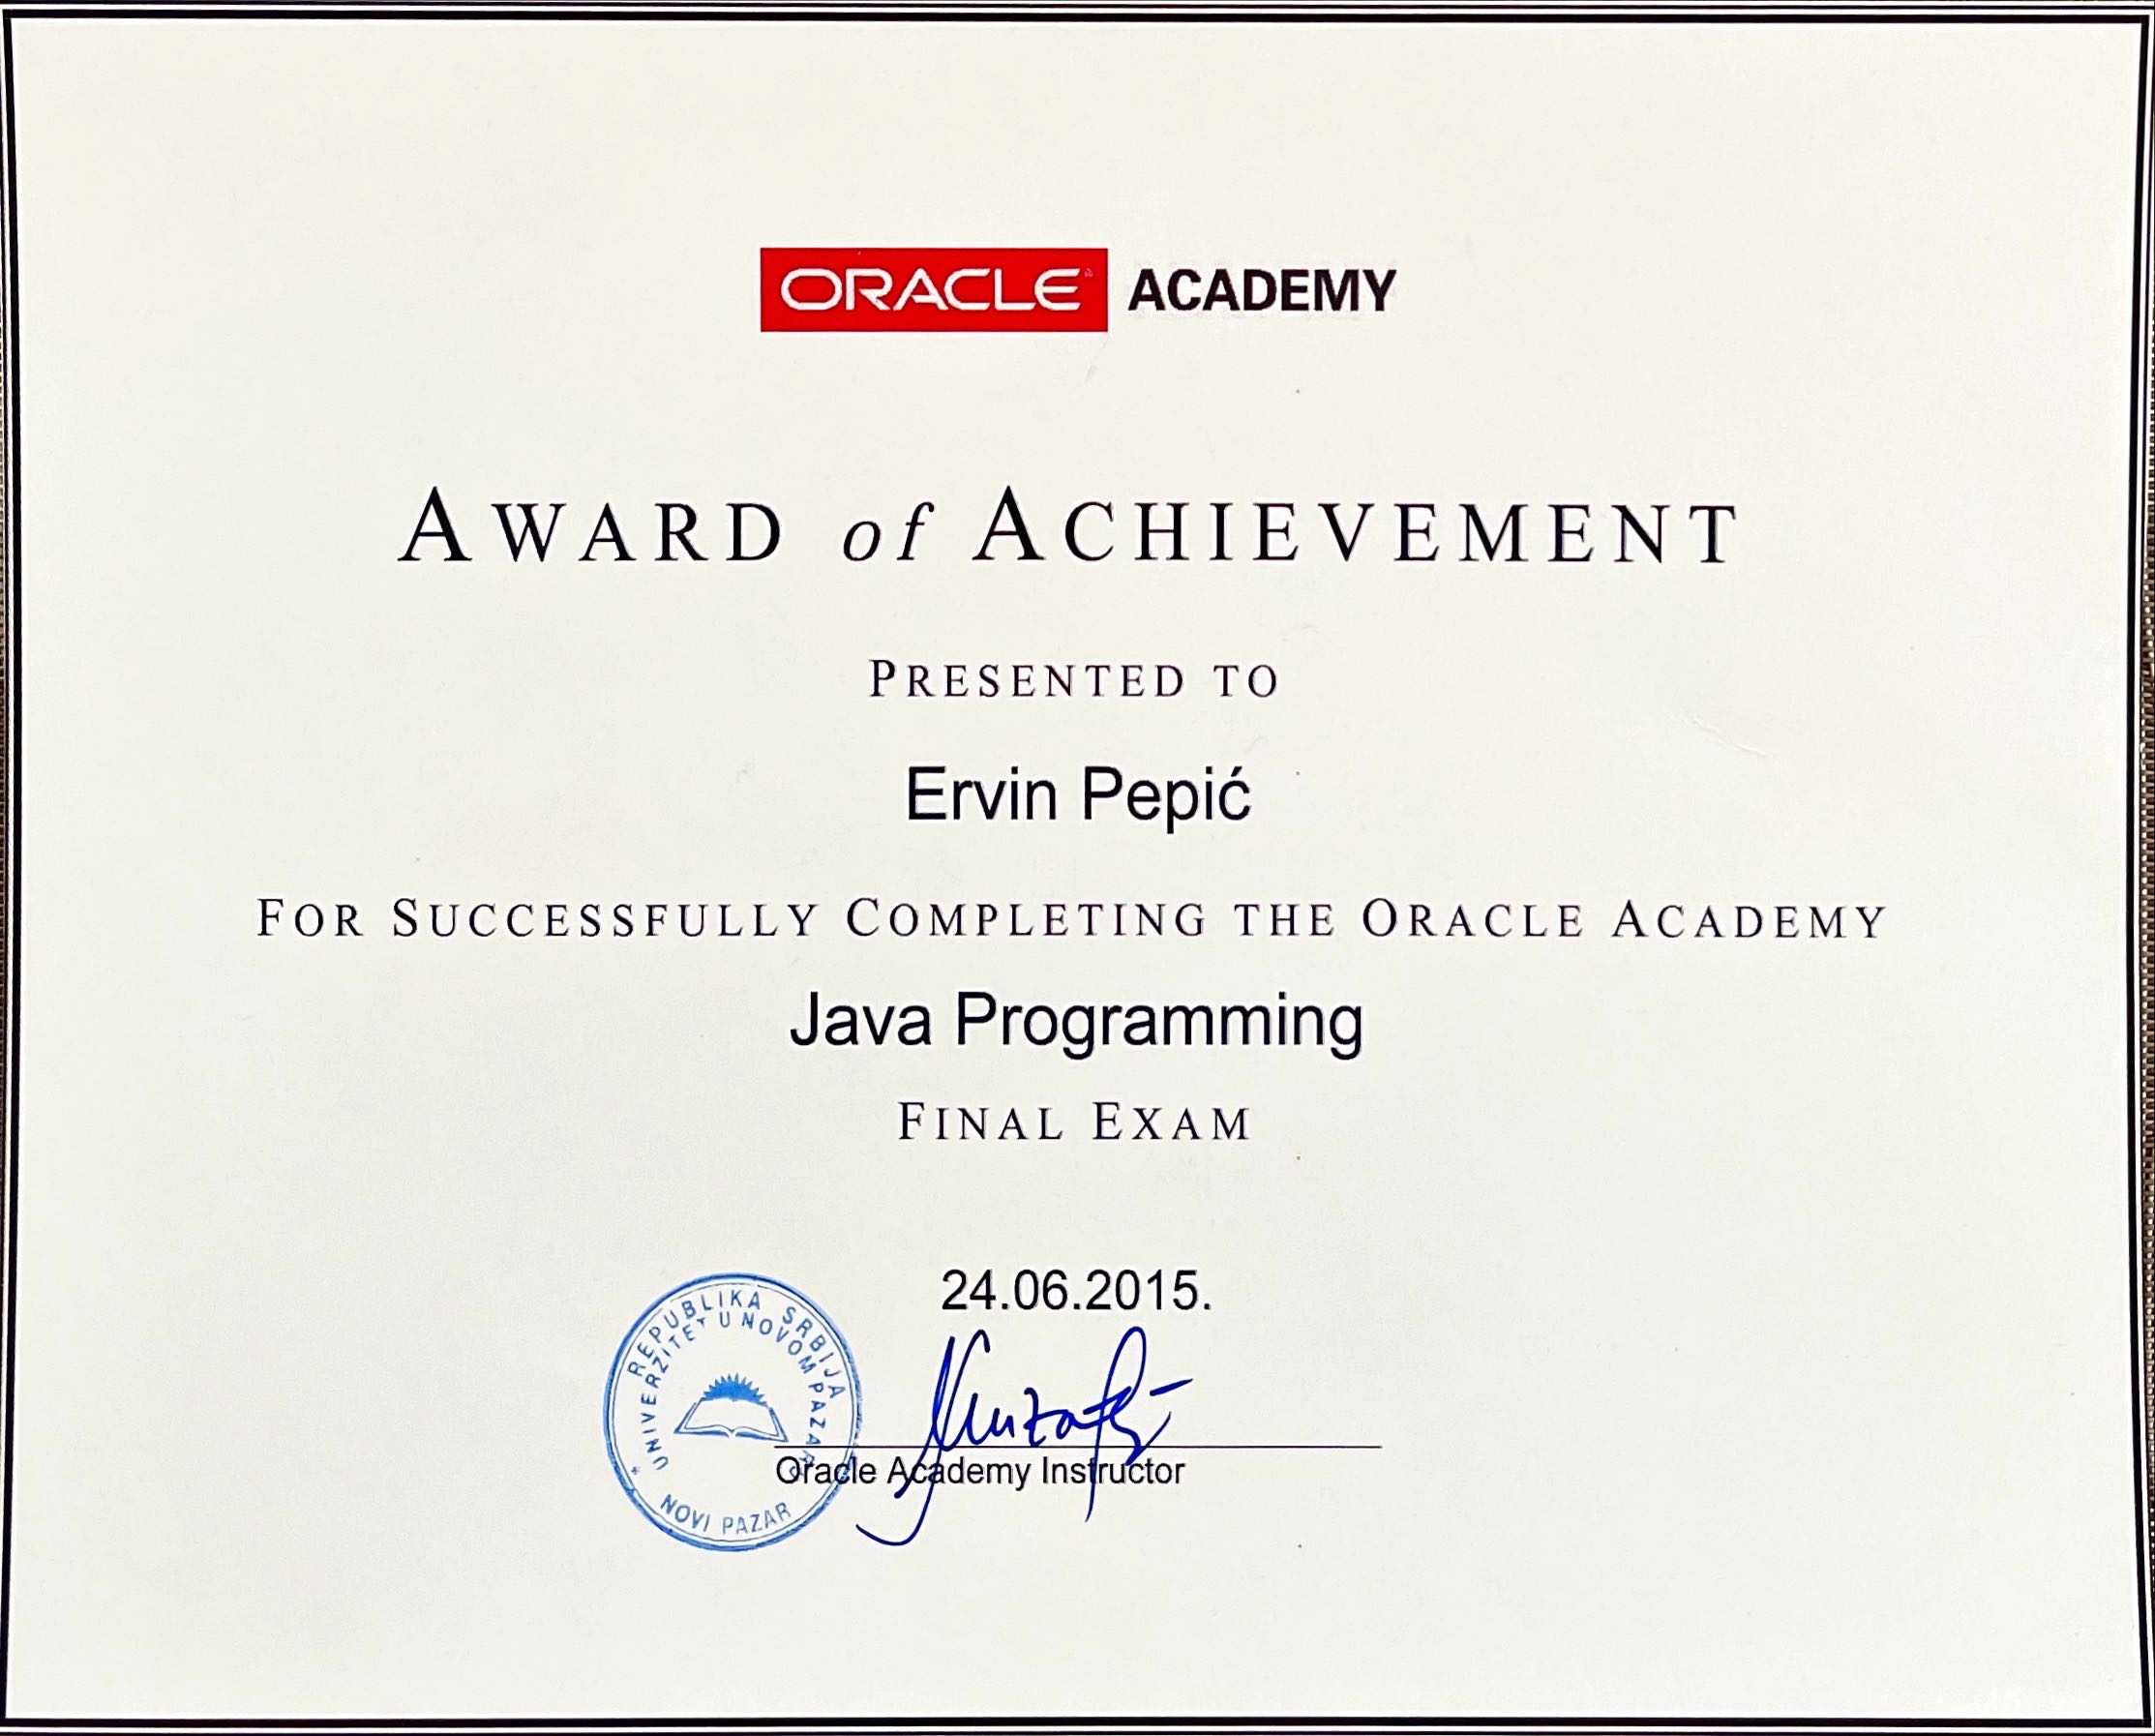 ORACLE ACADEMY
AWARD of ACHIEVEMENT
PRESENTED TO
Ervin Pepić
FOR SUCCESSFULLY COMPLETING THE ORACLE ACADEMY
Java Programming
FINAL EXAM
24.06.2015.
REPUBLIKA SRBIJA
UNIVERZITET U NOVOM PAZARU
NOVI PAZAR
Oracle Academy Instructor